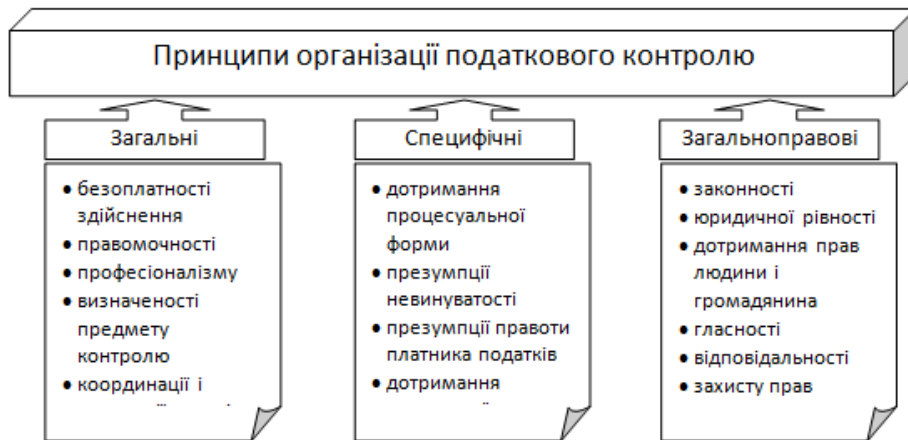 Принципи організації податкового контролю
Загальні
• безоплатності
здійснення
• правомочності
• професіоналізму
• визначеності
предмету
контролю
• координації і
Специфічні
• дотримання
процесуальної
форми
• презумпції
невинуватості
• презумпції правоти
платника податків
• дотримання
Загальноправові
• законності
• юридичної рівності
• дотримання прав
людини і
громадянина
• гласності
• відповідальності
• захисту прав